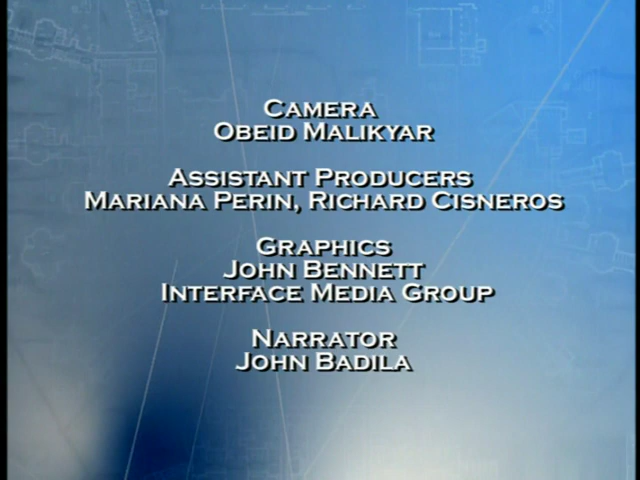 CAMERA
OBEID MALIKYAR
ASSISTANT PRODUCERS
MARIANA PERIN, RICHARD CISNEROS
GRAPHICS
JOHN BENNETT
INTERFACE MEDIA GROUP
NARRATOR
JOHN BADILA